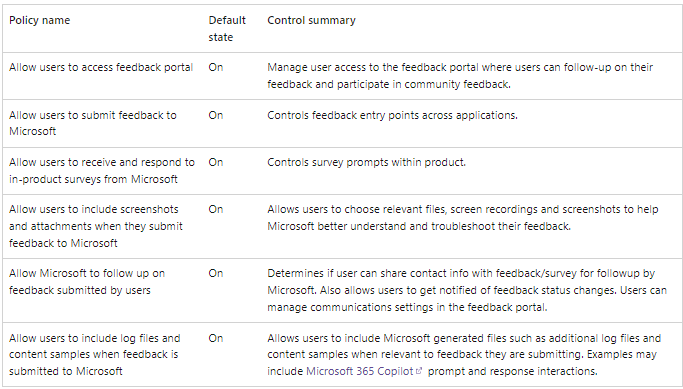 Policy name
Default
state
Control summary
Allow users to access feedback portal
On
Manage user access to the feedback portal where users can follow-up on their
feedback and participate in community feedback.
Allow users to submit feedback to
Microsoft
On
Controls feedback entry points across applications.
Allow users to receive and respond to
in-product surveys from Microsoft
On
Controls survey prompts within product.
Allow users to include screenshots
and attachments when they submit
feedback to Microsoft
On
Allows users to choose relevant files, screen recordings and screenshots to help
Microsoft better understand and troubleshoot their feedback.
Allow Microsoft to follow up on
feedback submitted by users
On
Determines if user can share contact info with feedback/survey for followup by
Microsoft. Also allows users to get notified of feedback status changes. Users can
manage communications settings in the feedback portal.
Allow users to include log files and
content samples when feedback is
submitted to Microsoft
On
Allows users to include Microsoft generated files such as additional log files and
content samples when relevant to feedback they are submitting. Examples may
include Microsoft 365 Copilot prompt and response interactions.